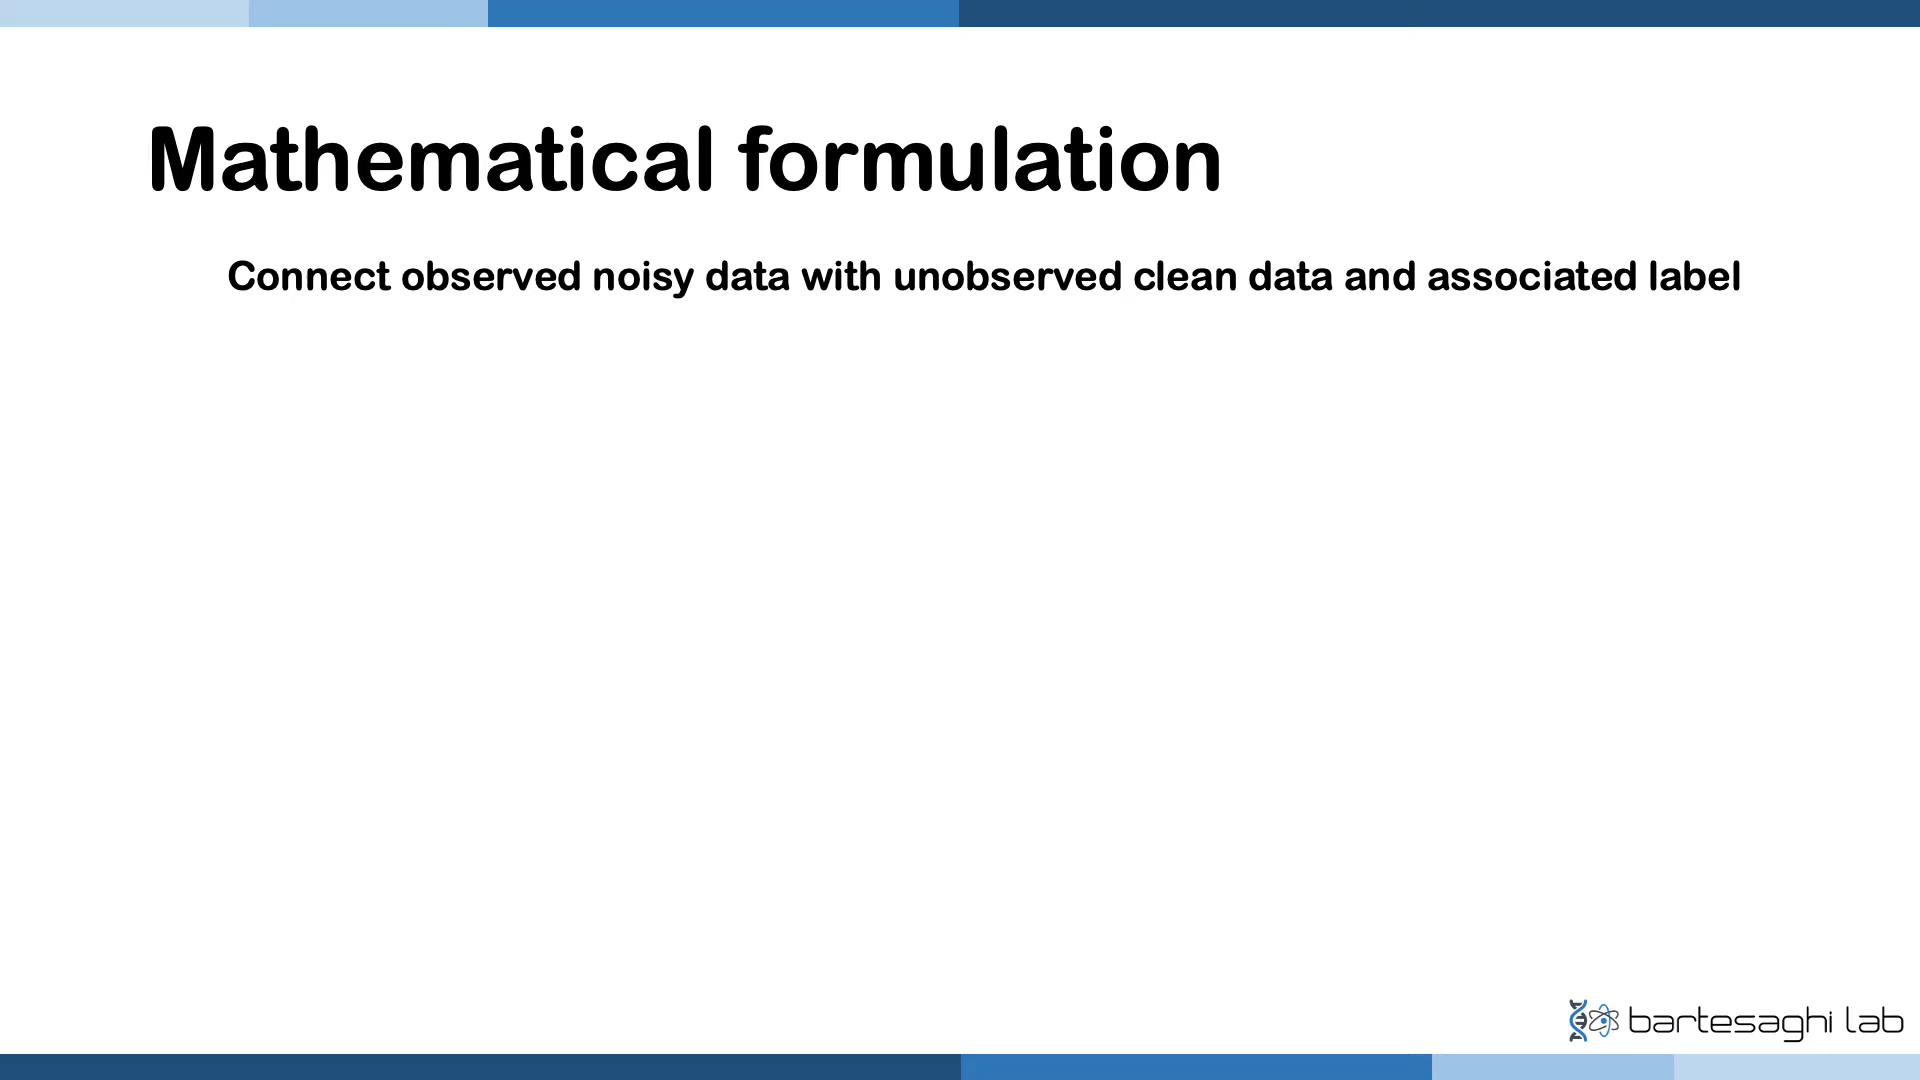 Mathematical formulation
Connect observed noisy data with unobserved clean data and associated label
bartesaghi lab